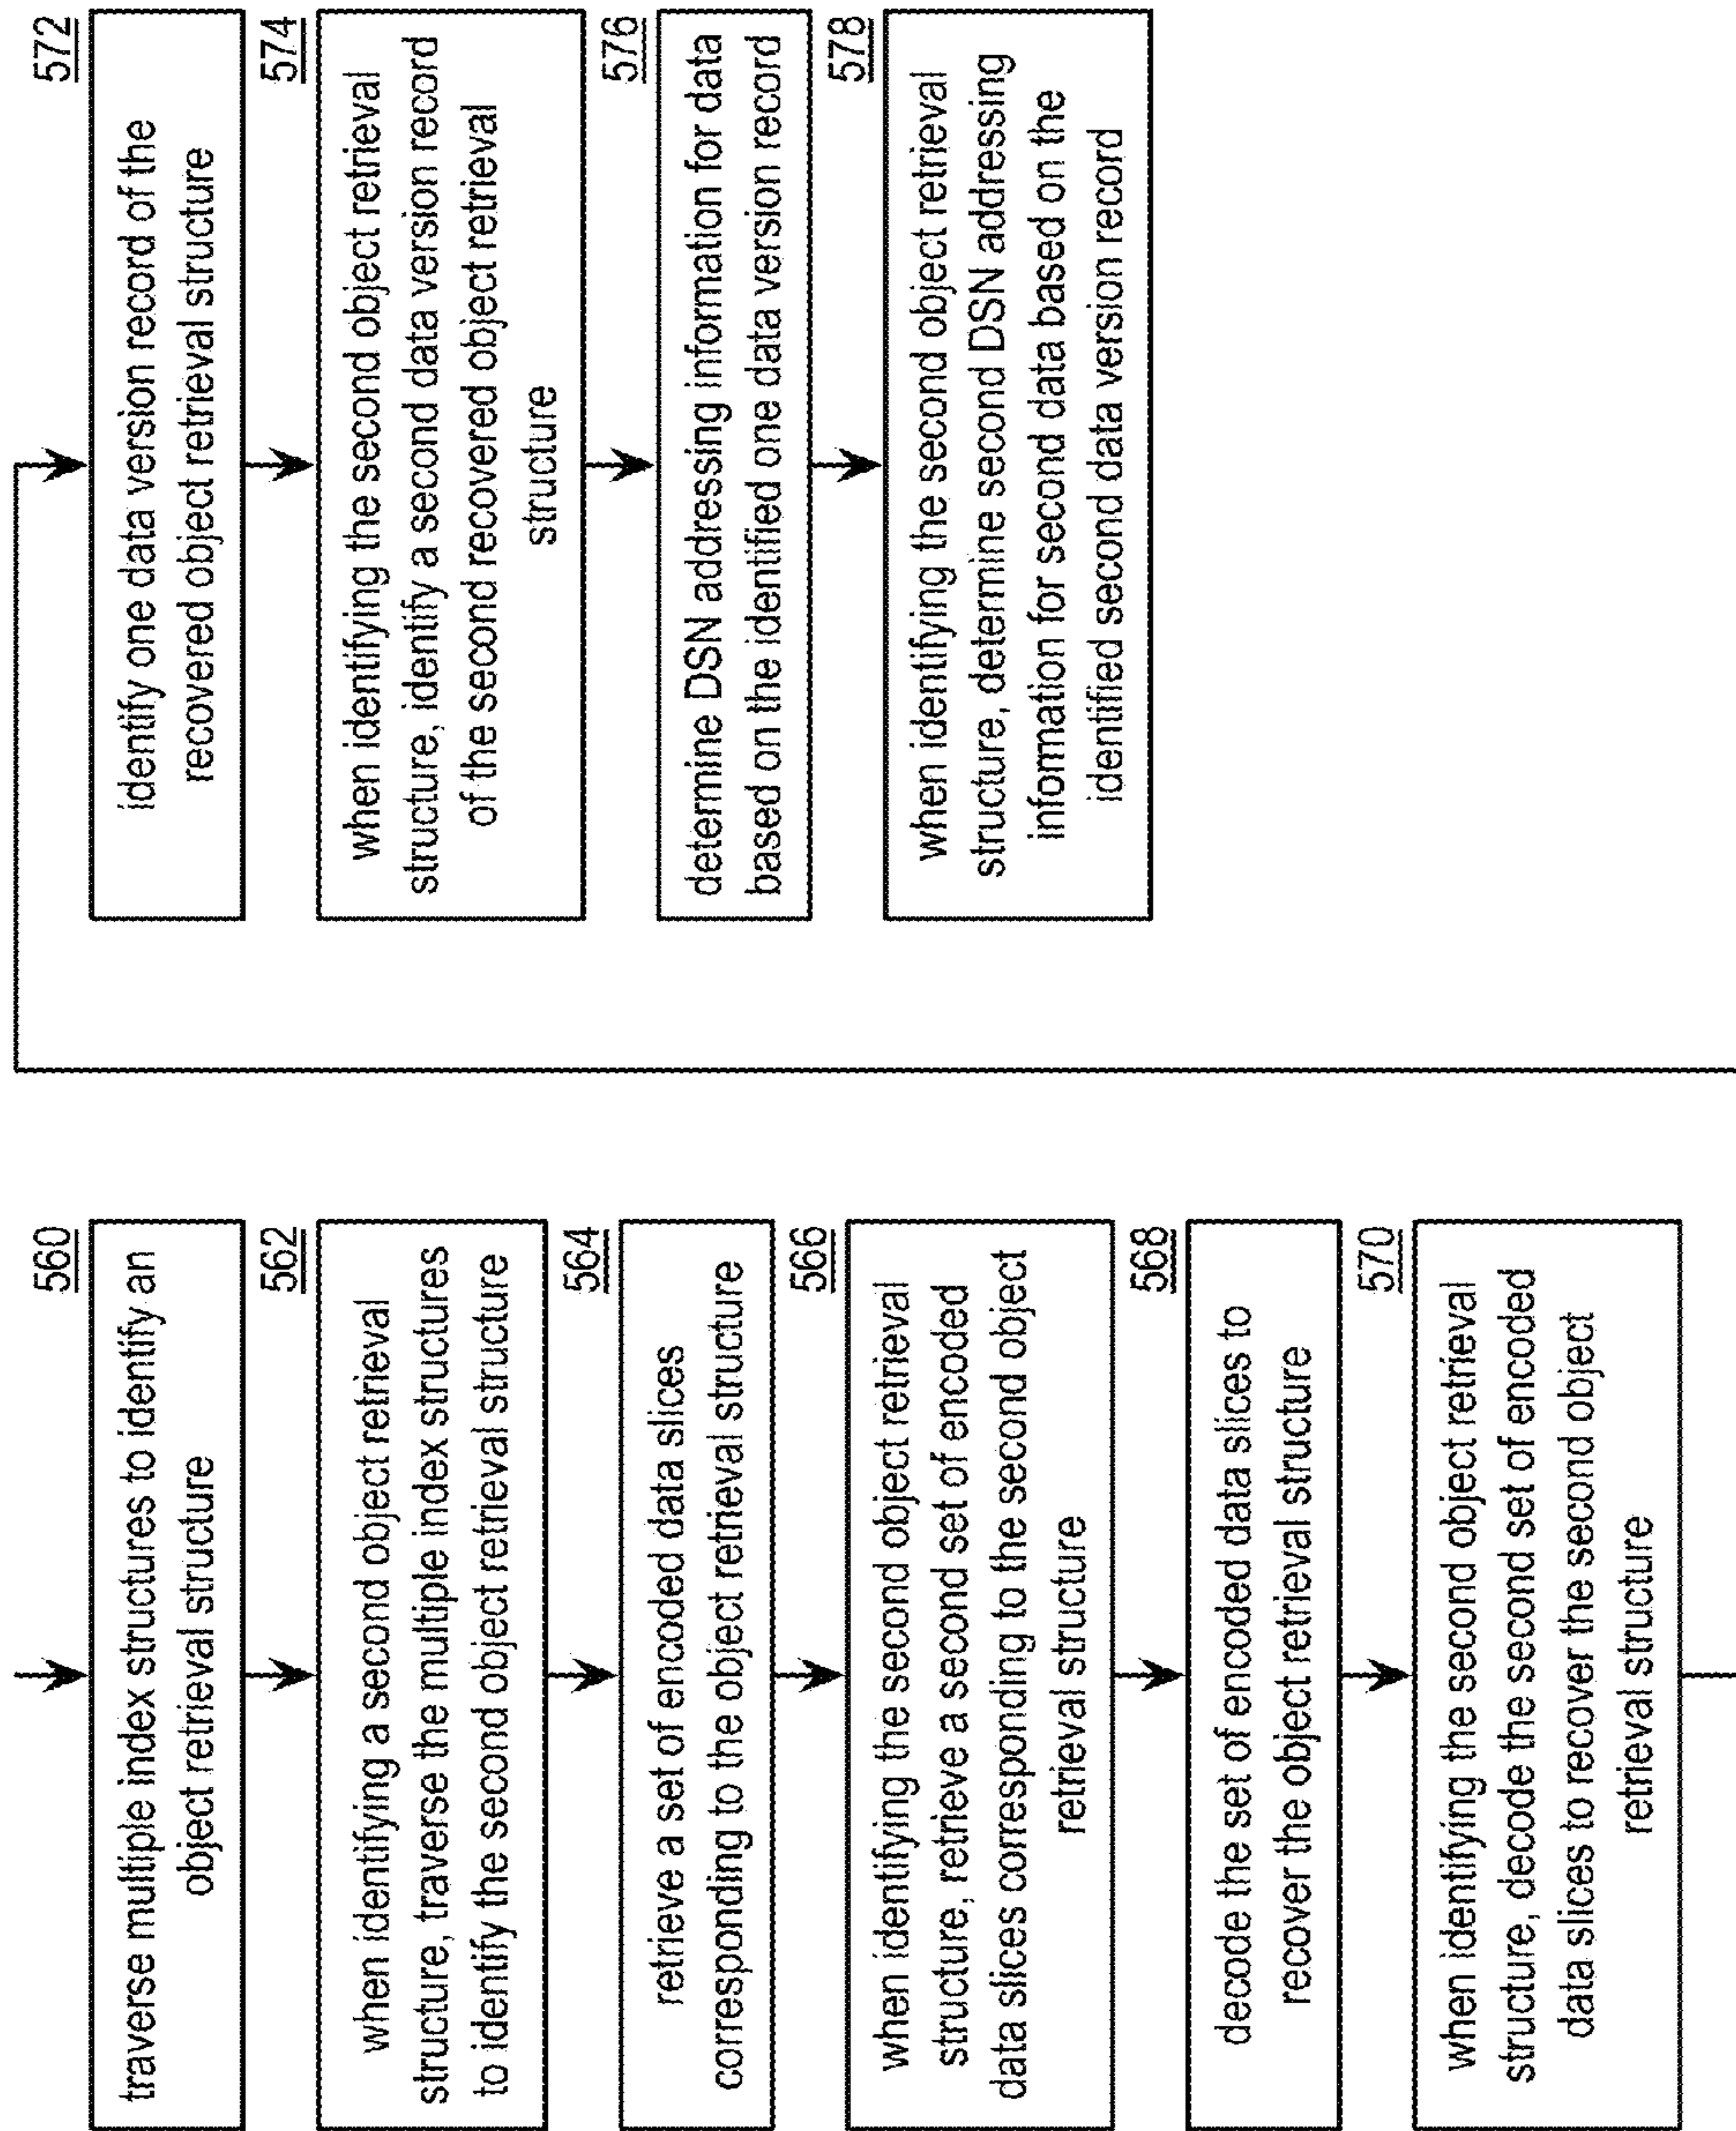 560
traverse multiple index structures to identify an
object retrieval structure
562
when identifying a second object retrieval
structure, traverse the multiple index structures
to identify the second object retrieval structure
564
retrieve a set of encoded data slices
corresponding to the object retrieval structure
566
when identifying the second object retrieval
structure, retrieve a second set of encoded
data slices corresponding to the second object
retrieval structure
568
decode the set of encoded data slices to
recover the object retrieval structure
570
when identifying the second object retrieval
structure, decode the second set of encoded
data slices to recover the second object
retrieval structure
572
identify one data version record of the
recovered object retrieval structure
574
when identifying the second object retrieval
structure, identify a second data version record
of the second recovered object retrieval
structure
576
determine DSN addressing information for data
based on the identified one data version record
578
when identifying the second object retrieval
structure, determine second DSN addressing
information for second data based on the
identified second data version record